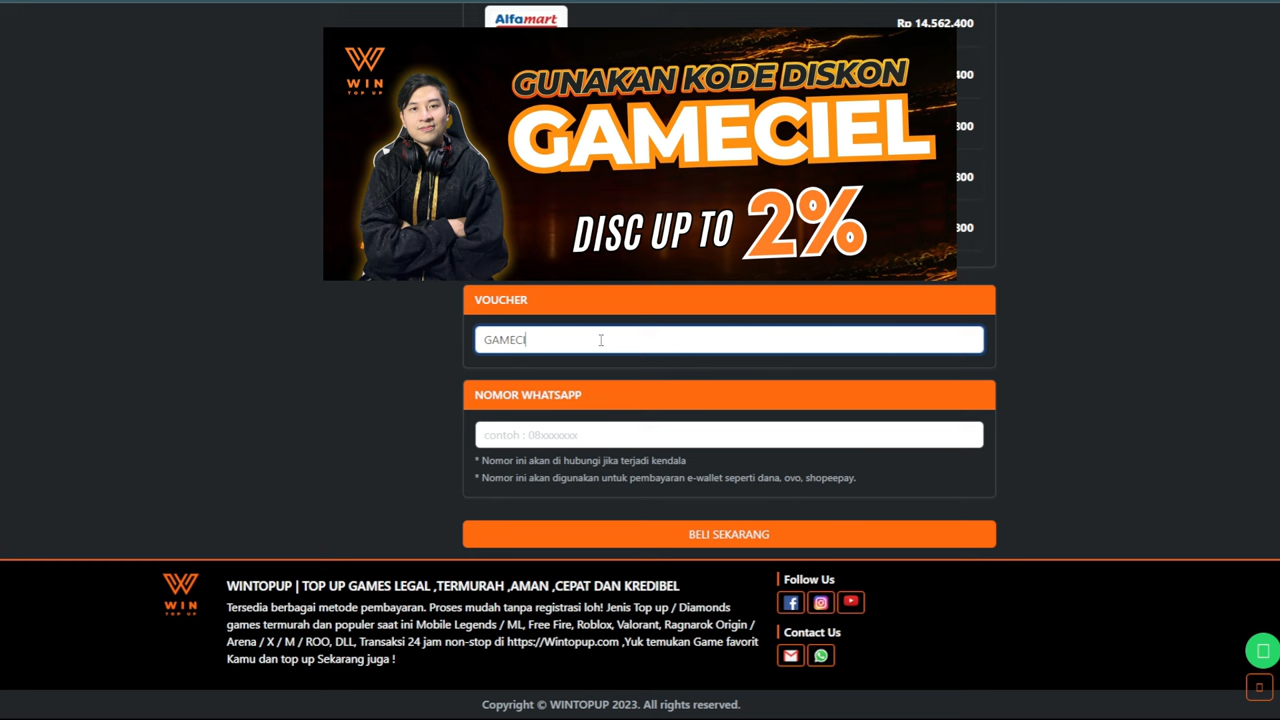 Alfamart
Rp 14.562.400
WIN
TOP UP
GUNAKAN KODE DISKON
GAMECIEL
DISC UP TO 2%
400
800
800
800
VOUCHER
GAMECI
NOMOR WHATSAPP
contoh : 08xxxxxxx
* Nomor ini akan di hubungi jika terjadi kendala
* Nomor ini akan digunakan untuk pembayaran e-wallet seperti dana, ovo, shopeepay.
BELI SEKARANG
WIN
TOP UP
WINTOPUP | TOP UP GAMES LEGAL ,TERMURAH ,AMAN ,CEPAT DAN KREDIBEL
Tersedia berbagai metode pembayaran. Proses mudah tanpa registrasi loh! Jenis Top up / Diamonds
games termurah dan populer saat ini Mobile Legends / ML, Free Fire, Roblox, Valorant, Ragnarok Origin /
Arena / X / M / ROO, DLL, Transaksi 24 jam non-stop di https://Wintopup.com ,Yuk temukan Game favorit
Kamu dan top up Sekarang juga !
Follow Us
Contact Us
Copyright © WINTOPUP 2023. All rights reserved.